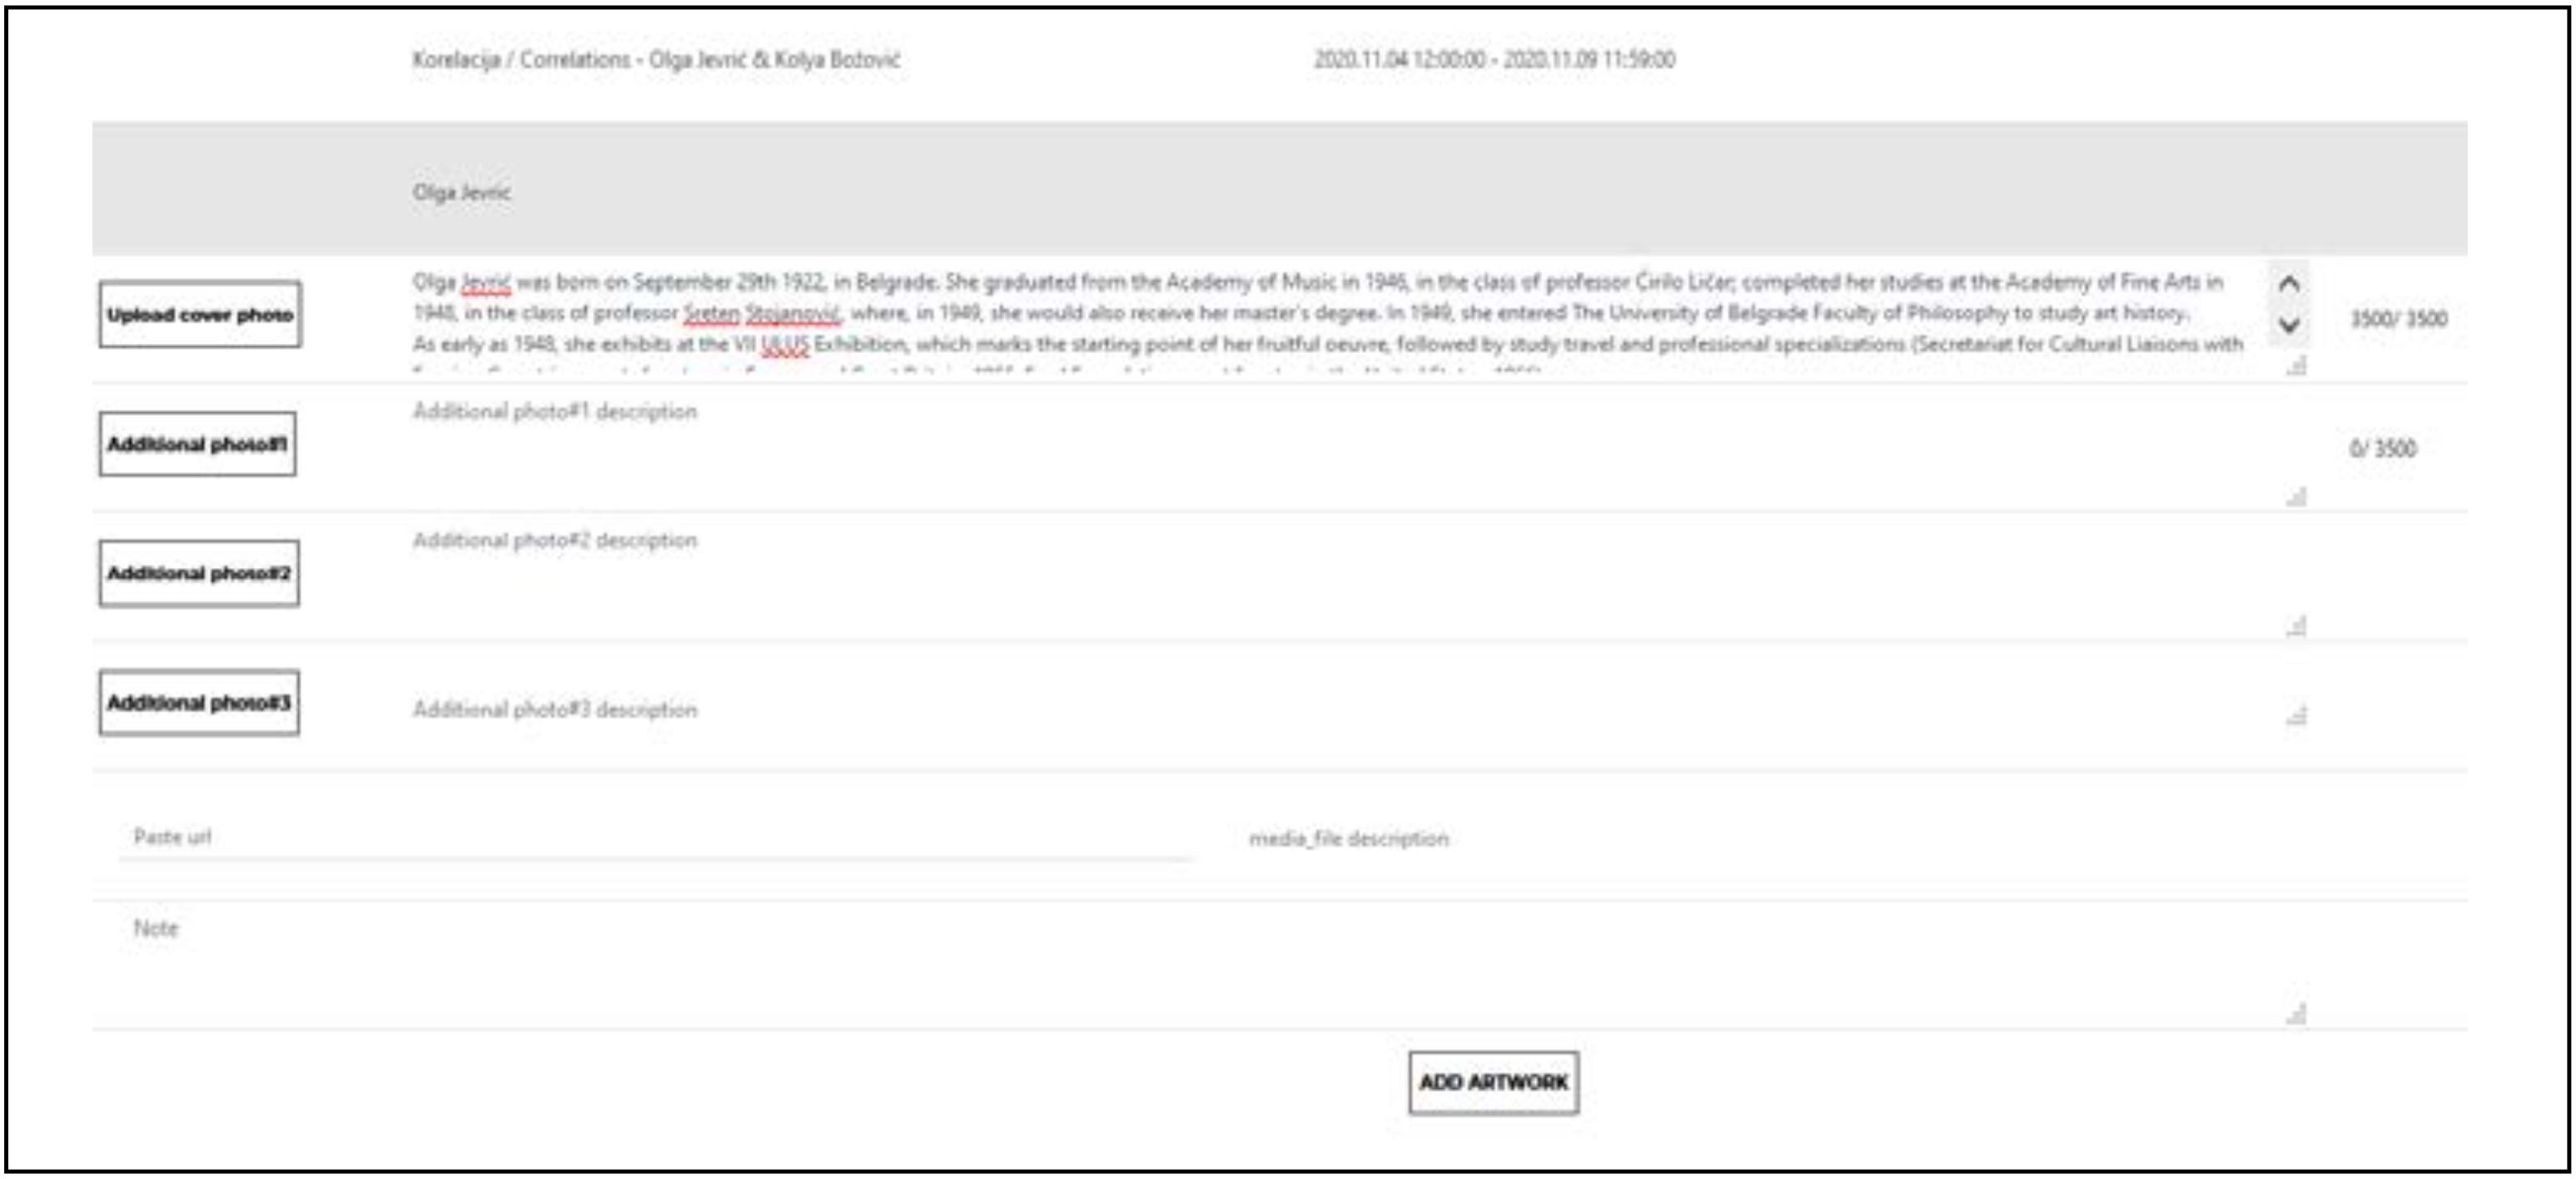 Korelacija / Correlations - Olga Jevrić & Kolya Božović 2020.11.04 12:00:00 - 2020.11.09 11:59:00
Olga Jevric
Upload cover photo
Olga Jevrić was born on September 29th 1922, in Belgrade. She graduated from the Academy of Music in 1946, in the class of professor Ćirilo Ličar; completed her studies at the Academy of Fine Arts in
1948, in the class of professor Sreten Stojanović, where, in 1949, she would also receive her master's degree. In 1949, she entered The University of Belgrade Faculty of Philosophy to study art history.
As early as 1948, she exhibits at the VII ULUS Exhibition, which marks the starting point of her fruitful oeuvre, followed by study travel and professional specializations (Secretariat for Cultural Liaisons with
3500/ 3500
Additional photo#1
Additional photo#1 description
0/ 3500
Additional photo#2
Additional photo#2 description
Additional photo#3
Additional photo#3 description
Paste url media_file description
Note
ADD ARTWORK